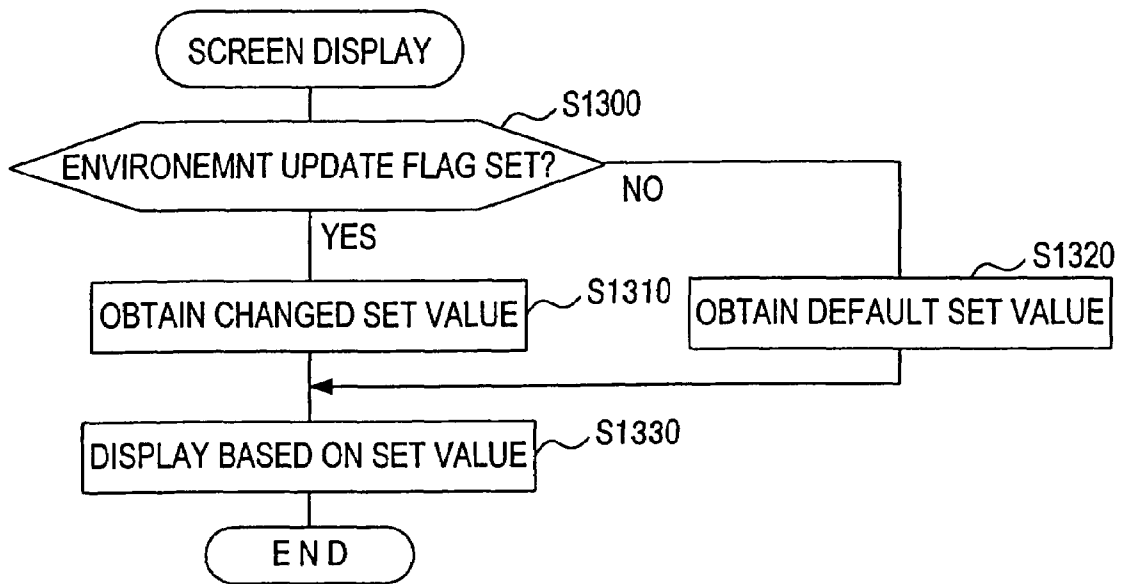 SCREEN DISPLAY
S1300
ENVIRONEMNT UPDATE FLAG SET?
NO
YES
S1310
OBTAIN CHANGED SET VALUE
S1320
OBTAIN DEFAULT SET VALUE
S1330
DISPLAY BASED ON SET VALUE
END